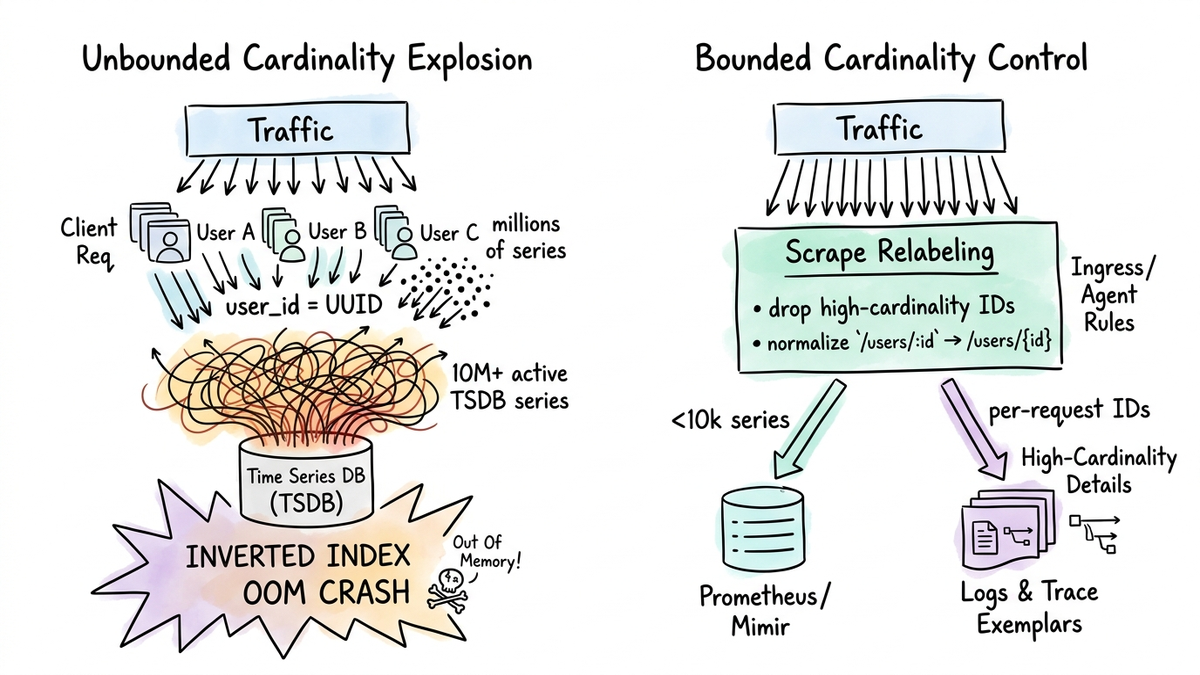 Unbounded Cardinality Explosion
Traffic
Client
Req
User A
User B
User C
millions
of series
user_id = UUID
10M+ active
TSDB series
Time Series DB
(TSDB)
INVERTED INDEX
OOM CRASH
Out Of
Memory!
Bounded Cardinality Control
Traffic
Scrape Relabeling
• drop high-cardinality IDs
• normalize `/users/:id` → /users/{id}
Ingress/
Agent
Rules
<10k series
per-request IDs
High-Cardinality
Details
Prometheus/
Mimir
Logs & Trace
Exemplars